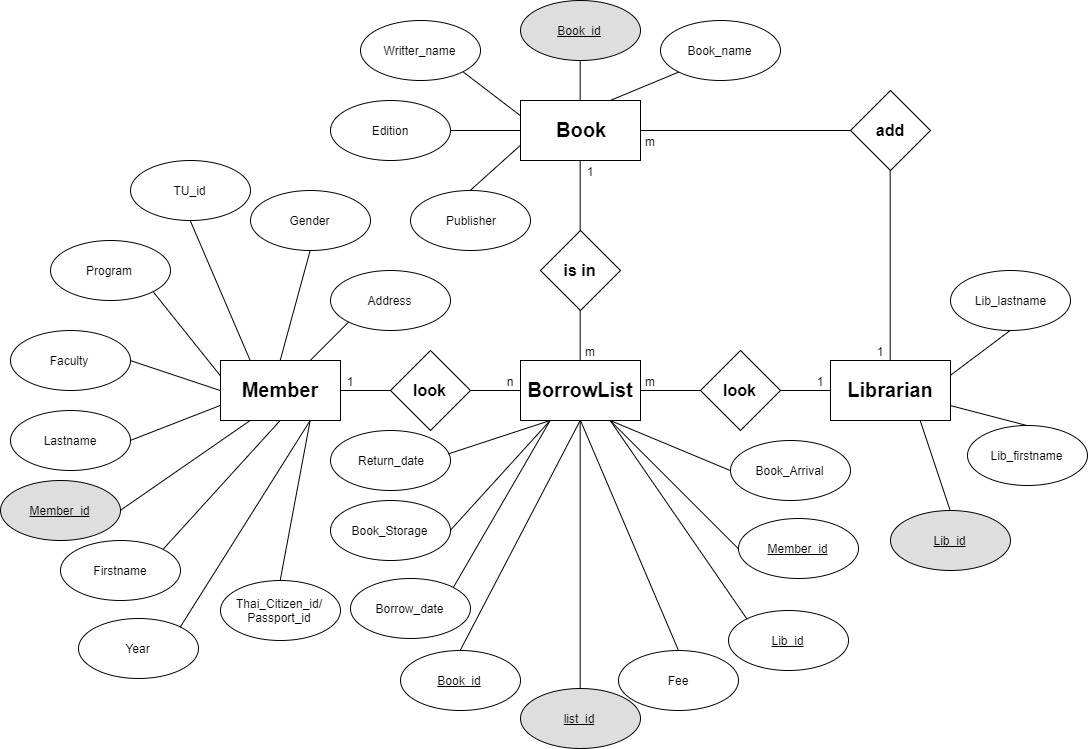 Book_id
Writter_name
Book_name
Edition
Book
add
m
1
Publisher
TU_id
Gender
Program
is in
Address
Lib_lastname
Faculty
m
1
Member
1
look
n
BorrowList
m
look
1
Librarian
Lastname
Return_date
Book_Arrival
Lib_firstname
Member_id
Book_Storage
Member_id
Lib_id
Firstname
Thai_Citizen_id/
Passport_id
Borrow_date
Year
Lib_id
Book_id
Fee
list_id